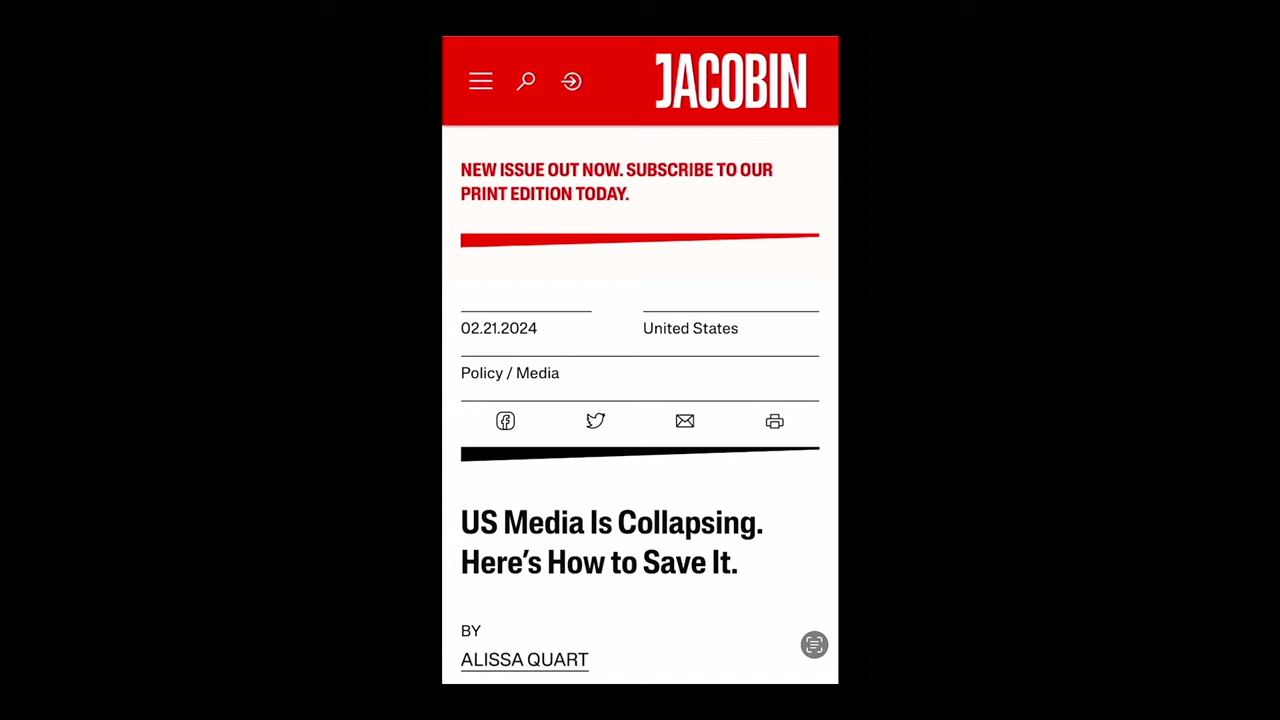 JACOBIN
NEW ISSUE OUT NOW. SUBSCRIBE TO OUR
PRINT EDITION TODAY.
02.21.2024
United States
Policy / Media
US Media Is Collapsing.
Here’s How to Save It.
BY
ALISSA QUART